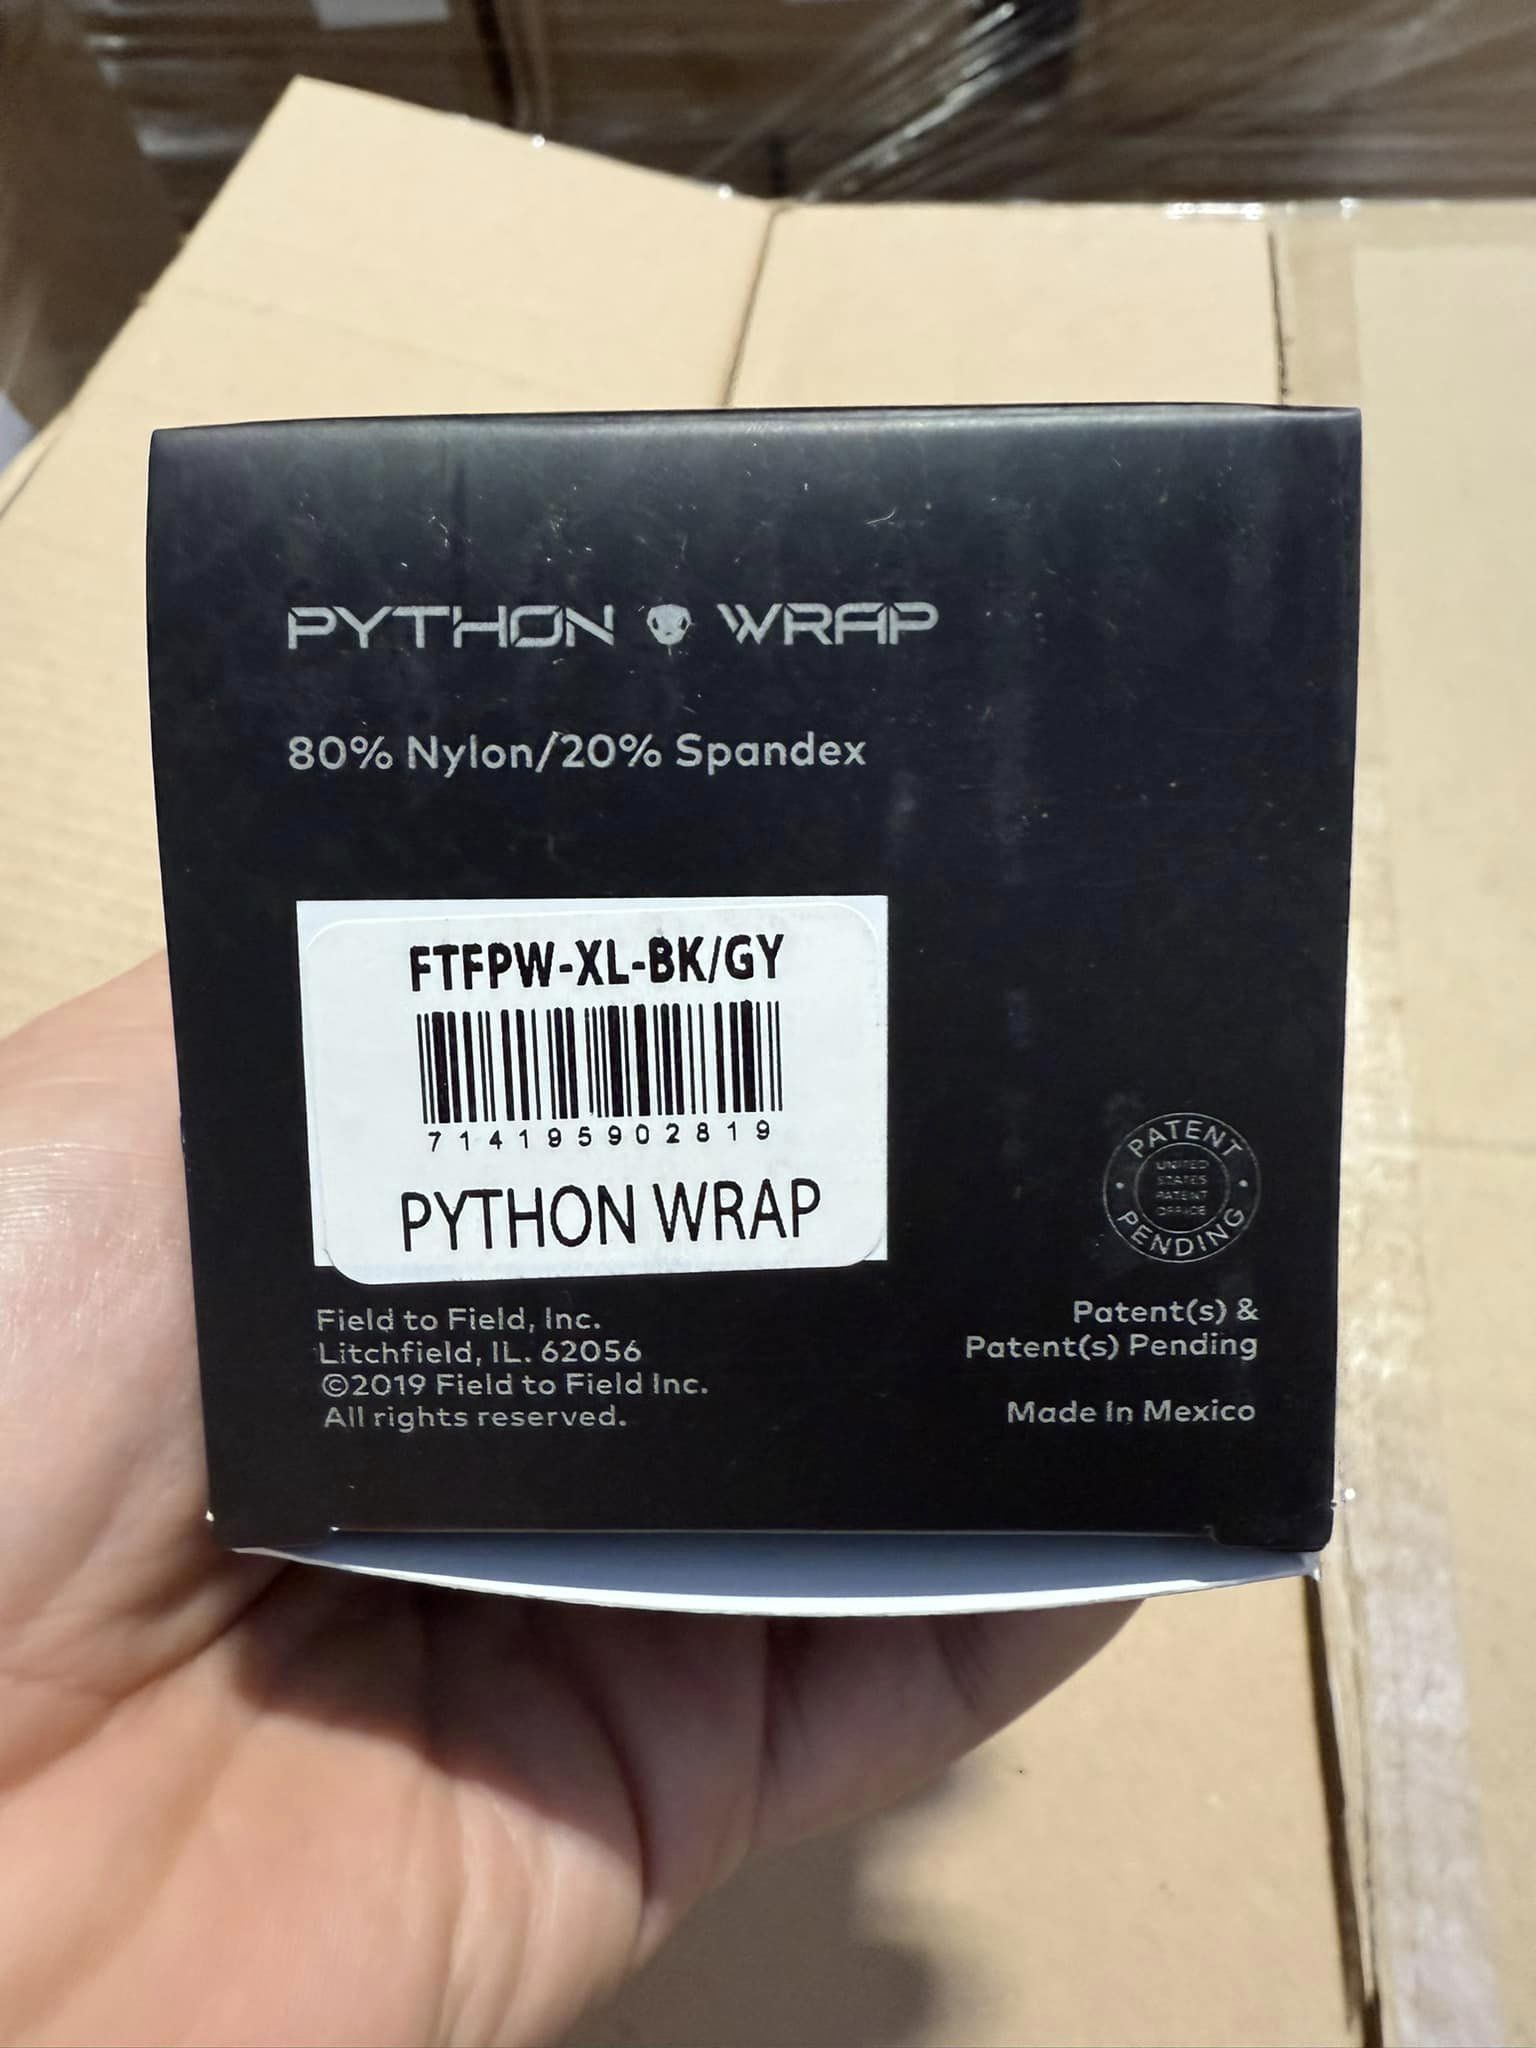 PYTHON WRAP
80% Nylon/20% Spandex
FTFPW-XL-BK/GY
714195902819
PYTHON WRAP
Field to Field, Inc.
Litchfield, IL. 62056
©2019 Field to Field Inc.
All rights reserved.
PATENT
UNITED
STATES
PATENT
OFFICE
PENDING
Patent(s) &
Patent(s) Pending
Made In Mexico